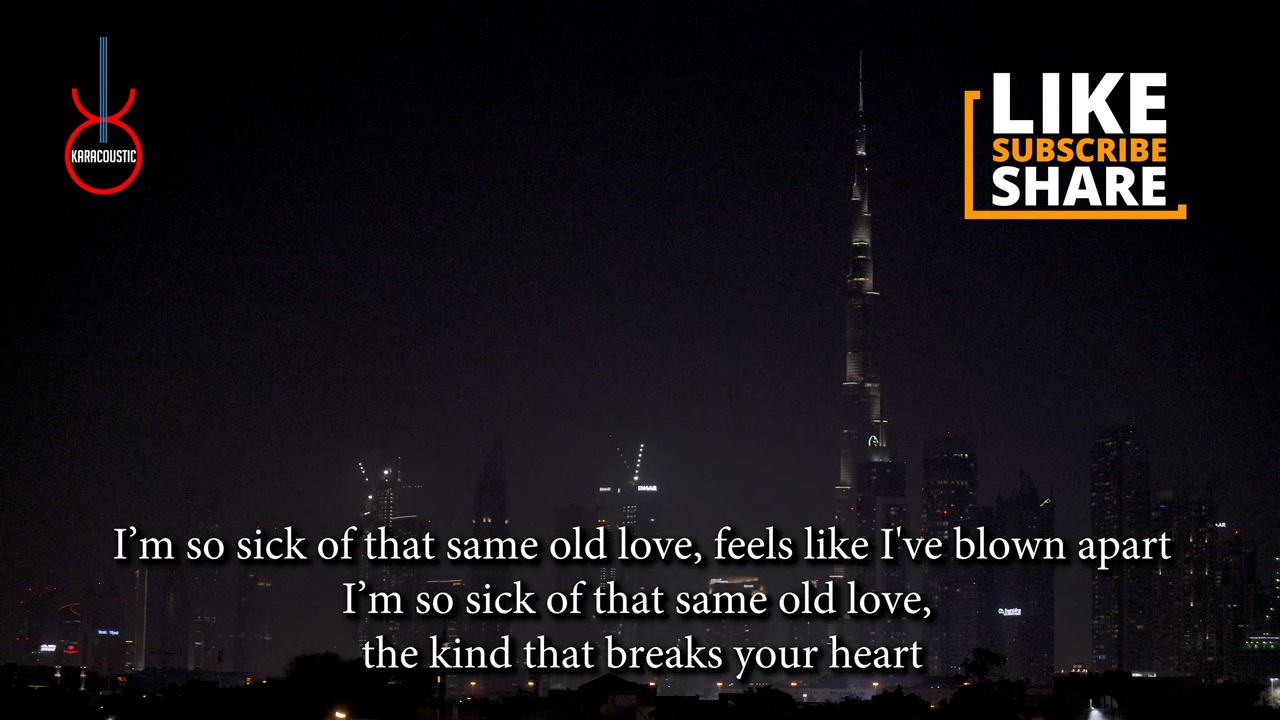 KARACOUSTIC
LIKE
SUBSCRIBE
SHARE
EMAAR
I’m so sick of that same old love, feels like I've blown apart
I’m so sick of that same old love,
the kind that breaks your heart